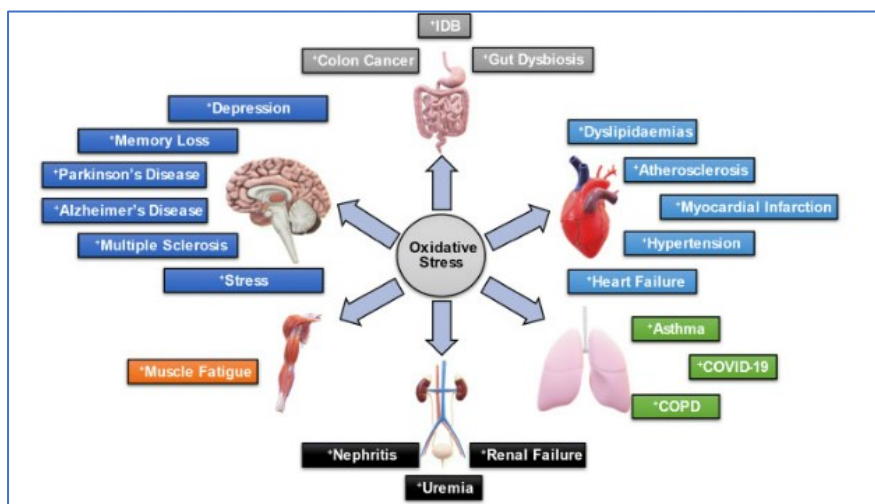 +IDB
+Colon Cancer
+Gut Dysbiosis
+Depression
+Memory Loss
+Parkinson's Disease
+Alzheimer's Disease
+Multiple Sclerosis
+Stress
Oxidative
Stress
+Dyslipidaemias
+Atherosclerosis
+Myocardial Infarction
+Hypertension
+Heart Failure
+Muscle Fatigue
+Asthma
+COVID-19
+COPD
+Nephritis
+Renal Failure
+Uremia